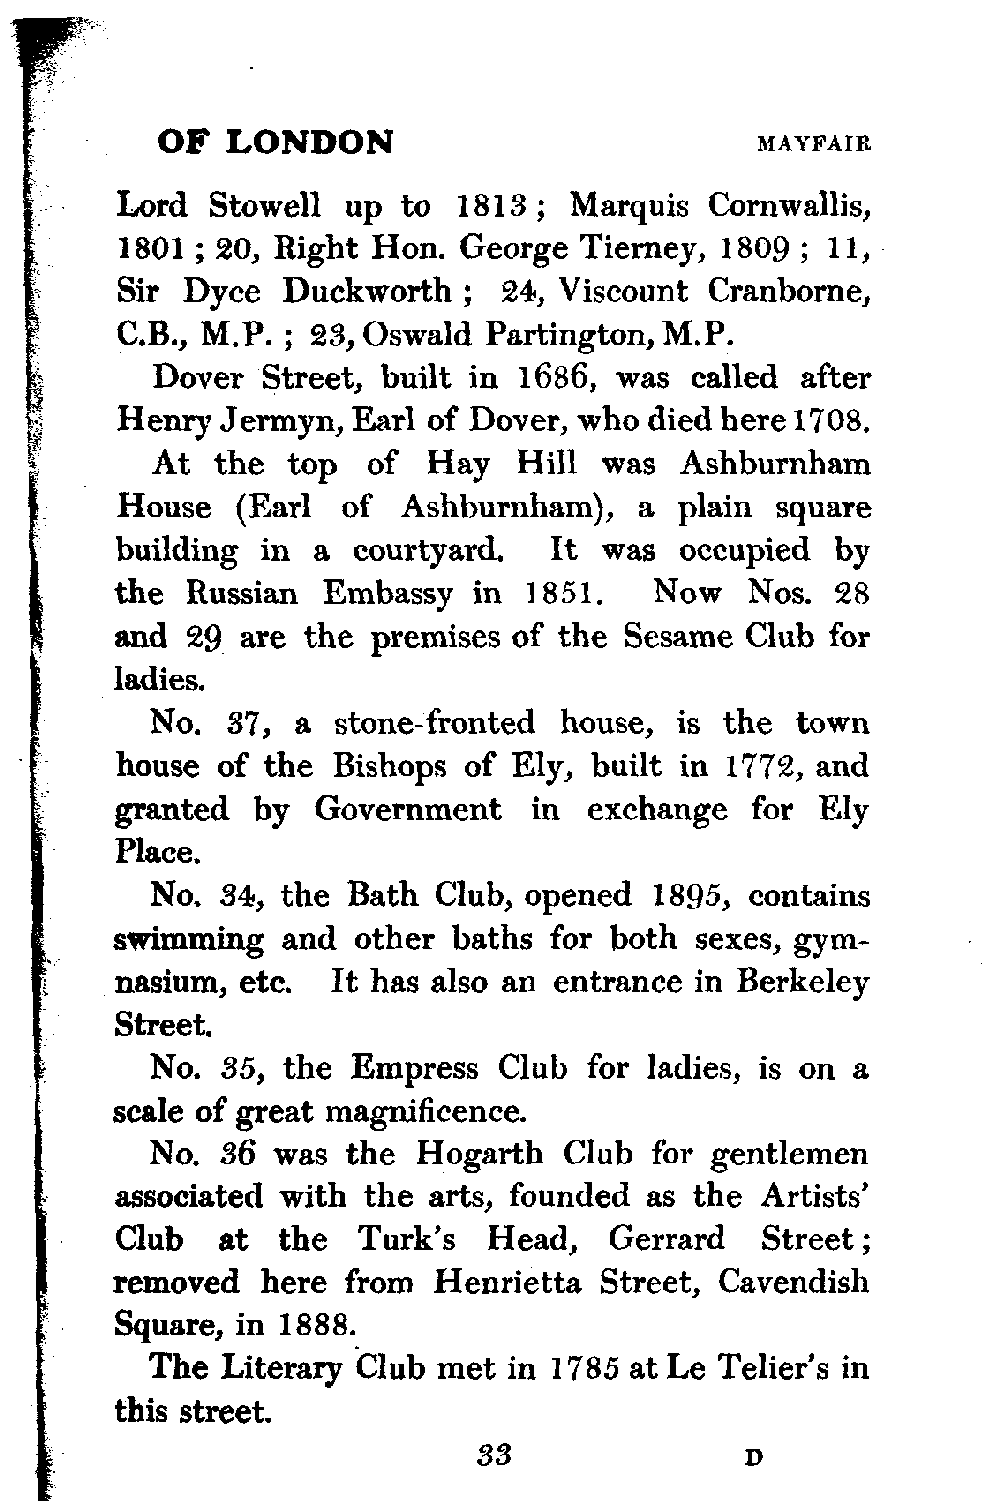 OF LONDON MAYFAIR
Lord Stowell up to 1813; Marquis Cornwallis,
1801; 20, Right Hon. George Tierney, 1809; 11,
Sir Dyce Duckworth; 24, Viscount Cranborne,
C.B., M.P.; 23, Oswald Partington, M.P.
Dover Street, built in 1686, was called after
Henry Jermyn, Earl of Dover, who died here 1708.
At the top of Hay Hill was Ashburnham
House (Earl of Ashburnham), a plain square
building in a courtyard. It was occupied by
the Russian Embassy in 1851. Now Nos. 28
and 29 are the premises of the Sesame Club for
ladies.
No. 37, a stone-fronted house, is the town
house of the Bishops of Ely, built in 1772, and
granted by Government in exchange for Ely
Place.
No. 34, the Bath Club, opened 1895, contains
swimming and other baths for both sexes, gym-
nasium, etc. It has also an entrance in Berkeley
Street.
No. 35, the Empress Club for ladies, is on a
scale of great magnificence.
No. 36 was the Hogarth Club for gentlemen
associated with the arts, founded as the Artists'
Club at the Turk's Head, Gerrard Street;
removed here from Henrietta Street, Cavendish
Square, in 1888.
The Literary Club met in 1785 at Le Telier's in
this street.
33 D